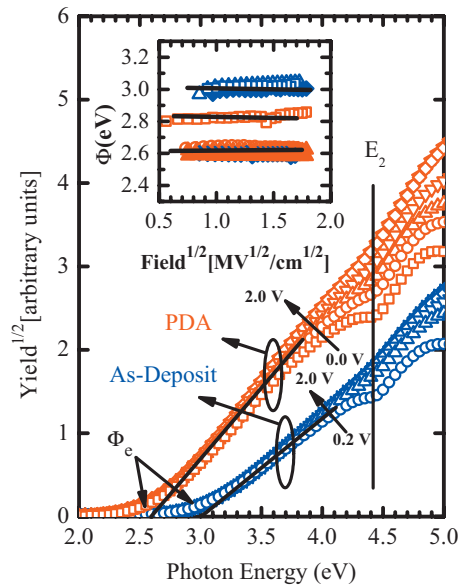 Yield^1/2[arbitrary units]
6
5
4
3
2
1
0
Φ(eV)
3.2
3.0
2.8
2.6
2.4
0.5 1.0 1.5 2.0
Field^1/2[MV^1/2/cm^1/2]
E2
2.0 V
PDA
0.0 V
2.0 V
As-Deposit
0.2 V
Φe
2.0 2.5 3.0 3.5 4.0 4.5 5.0
Photon Energy (eV)